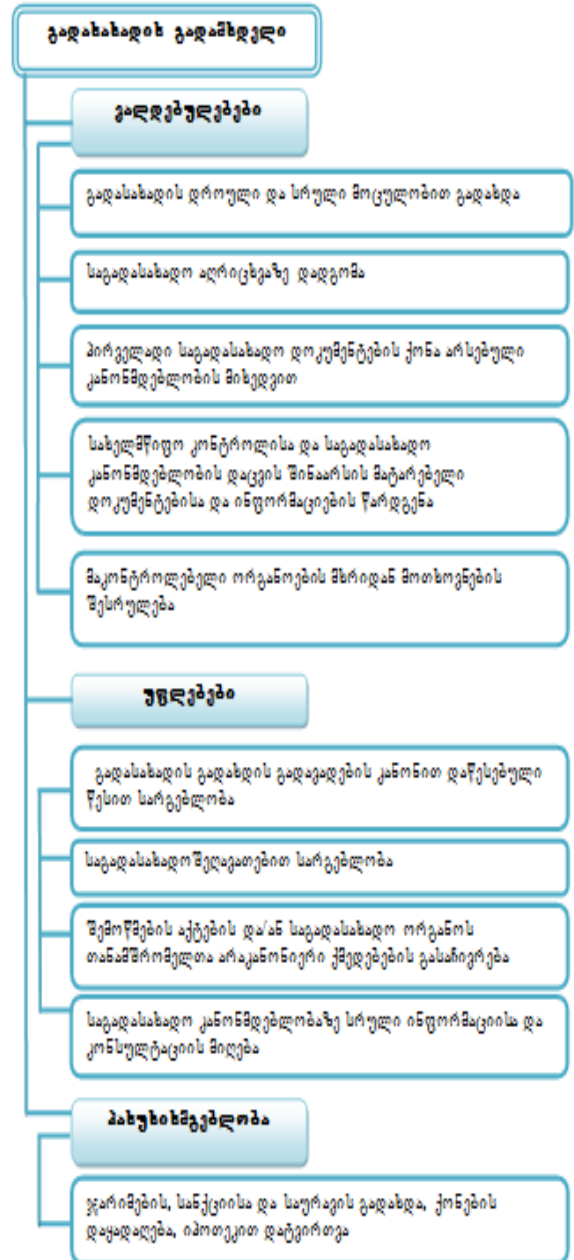 გადასახადის გადამხდელი
ვალდებულებები
გადასახადის დროული და სრული მოცულობით გადახდა
საგადასახადო აღრიცხვაზე დადგომა
პირველადი საგადასახადო დოკუმენტების ქონა არსებული
კანონმდებლობის მიხედვით
სახელმწიფო კონტროლისა და საგადასახადო
კანონმდებლობის დაცვის შინაარსის მატარებელი
დოკუმენტებისა და ინფორმაციების წარდგენა
მაკონტროლებელი ორგანოების მხრიდან მოთხოვნების
შესრულება
უფლებები
გადასახადის გადახდის გადავადების კანონით დაწესებული
წესით სარგებლობა
საგადასახადო შეღავათებით სარგებლობა
შემოწმების აქტების და/ან საგადასახადო ორგანოს
თანამშრომელთა არაკანონიერი ქმედებების გასაჩივრება
საგადასახადო კანონმდებლობაზე სრული ინფორმაციისა და
კონსულტაციის მიღება
პასუხისმგებლობა
ჯარიმების, სანქციისა და საურავის გადახდა, ქონების
დაყადაღება, იპოთეკით დატვირთვა